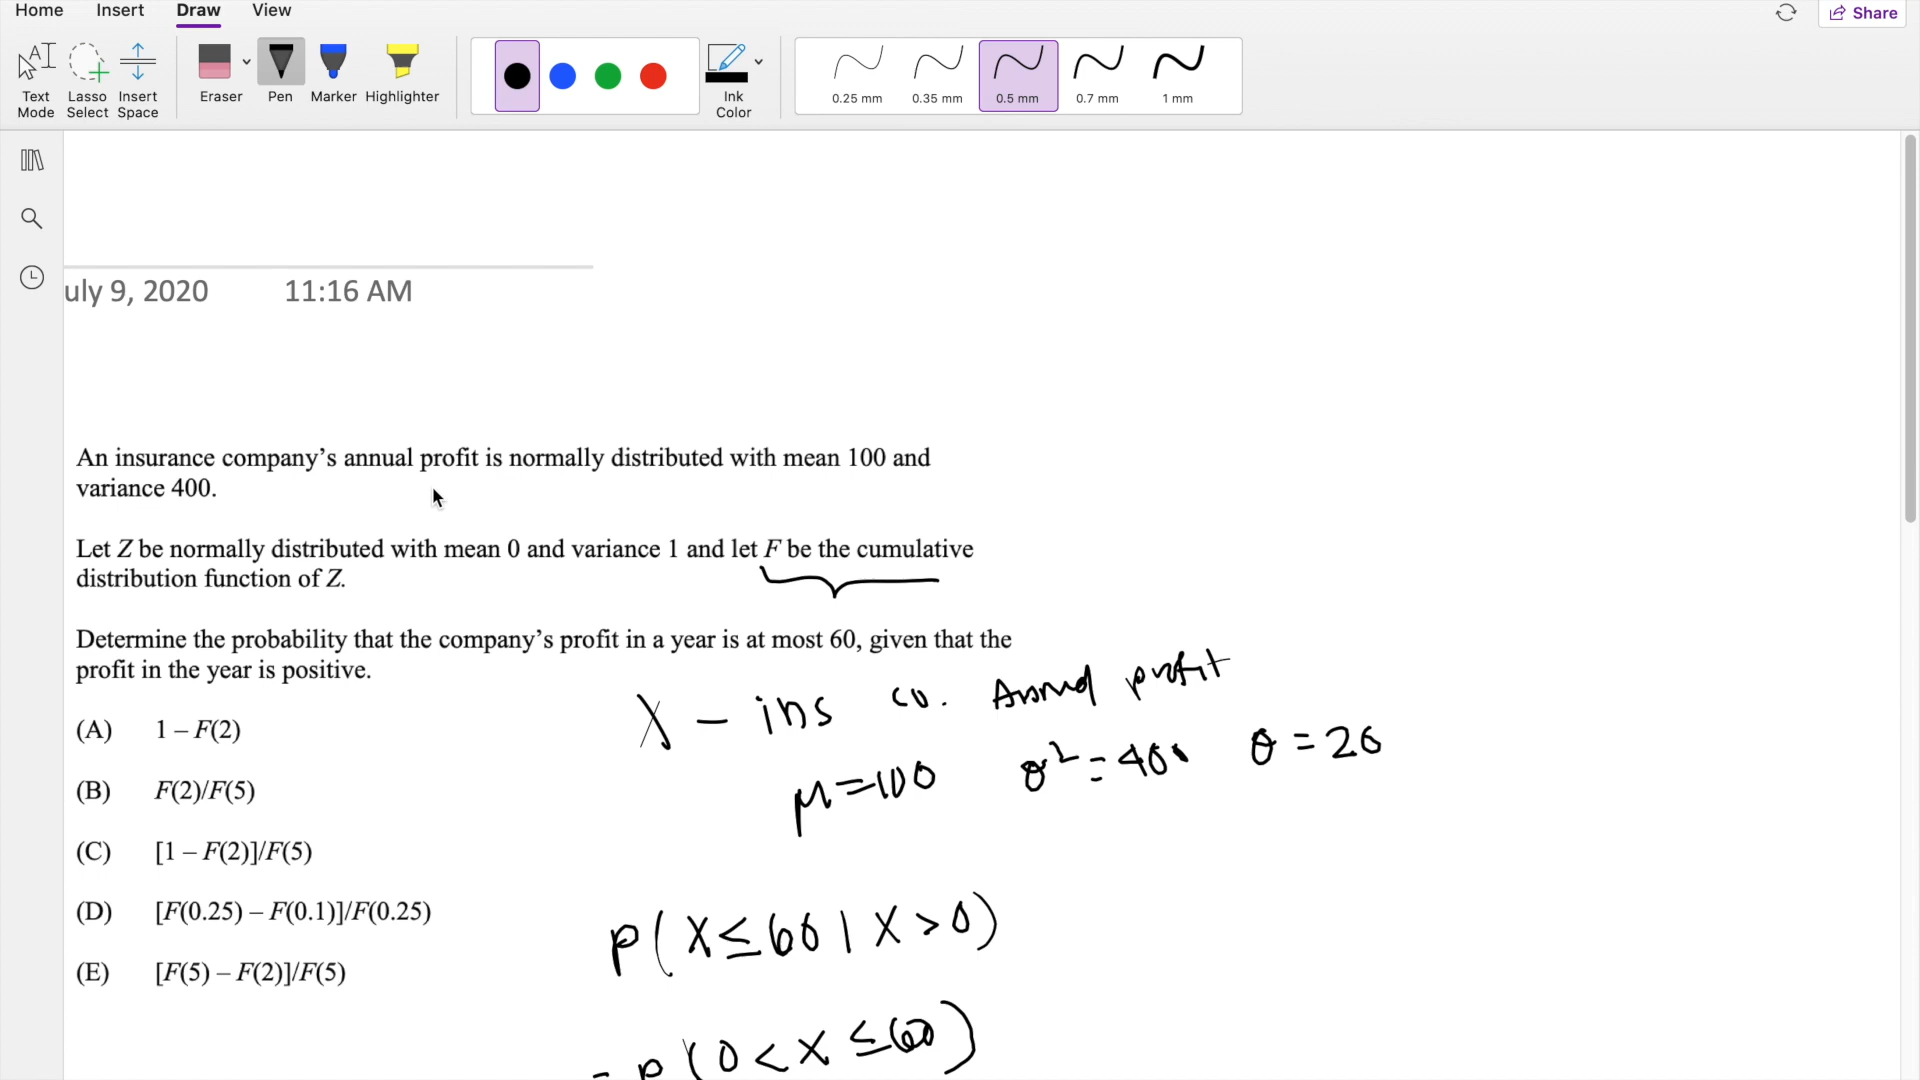 Home Insert Draw View
Share
Text Mode
Lasso Select
Insert Space
Eraser
Pen
Marker
Highlighter
Ink Color
0.25 mm
0.35 mm
0.5 mm
0.7 mm
1 mm
uly 9, 2020 11:16 AM
An insurance company's annual profit is normally distributed with mean 100 and
variance 400.
Let Z be normally distributed with mean 0 and variance 1 and let F be the cumulative
distribution function of Z.
Determine the probability that the company's profit in a year is at most 60, given that the
profit in the year is positive.
(A) 1 – F(2)
(B) F(2)/F(5)
(C) [1 – F(2)]/F(5)
(D) [F(0.25) – F(0.1)]/F(0.25)
(E) [F(5) – F(2)]/F(5)
X – ins co. Annual profit
μ = 100 σ² = 400 σ = 20
P(X ≤ 60 | X > 0)
= P(0 < X ≤ 60)